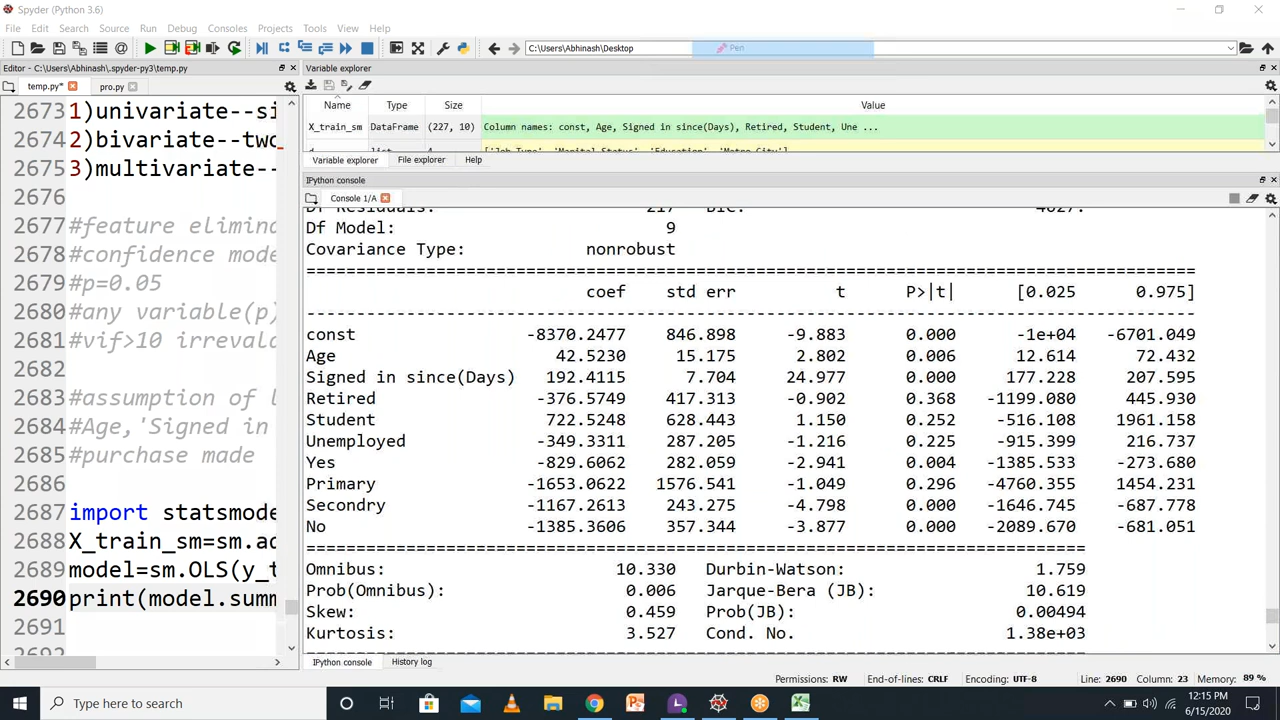 Spyder (Python 3.6)
File Edit Search Source Run Debug Consoles Projects Tools View Help
C:\Users\Abhinash\Desktop
Pen
Editor - C:\Users\Abhinash\.spyder-py3\temp.py
temp.py* pro.py
2673 1)univariate--si
2674 2)bivariate--two
2675 3)multivariate--
2676
2677 #feature elimina
2678 #confidence mode
2679 #p=0.05
2680 #any variable(p)
2681 #vif>10 irreval
2682
2683 #assumption of l
2684 #Age,'Signed in
2685 #purchase made
2686
2687 import statsmode
2688 X_train_sm=sm.ad
2689 model=sm.OLS(y_t
2690 print(model.summ
2691
Variable explorer
Name Type Size Value
X_train_sm DataFrame (227, 10) Column names: const, Age, Signed in since(Days), Retired, Student, Une ...
d list 4 ['Job Type', 'Marital Status', 'Education', 'Metro City']
Variable explorer File explorer Help
IPython console
Console 1/A
Df Residuals: 217 BIC: 4027.
Df Model: 9
Covariance Type: nonrobust
==========================================================================================
coef std err t P>|t| [0.025 0.975]
------------------------------------------------------------------------------------------
const -8370.2477 846.898 -9.883 0.000 -1e+04 -6701.049
Age 42.5230 15.175 2.802 0.006 12.614 72.432
Signed in since(Days) 192.4115 7.704 24.977 0.000 177.228 207.595
Retired -376.5749 417.313 -0.902 0.368 -1199.080 445.930
Student 722.5248 628.443 1.150 0.252 -516.108 1961.158
Unemployed -349.3311 287.205 -1.216 0.225 -915.399 216.737
Yes -829.6062 282.059 -2.941 0.004 -1385.533 -273.680
Primary -1653.0622 1576.541 -1.049 0.296 -4760.355 1454.231
Secondry -1167.2613 243.275 -4.798 0.000 -1646.745 -687.778
No -1385.3606 357.344 -3.877 0.000 -2089.670 -681.051
==============================================================================
Omnibus: 10.330 Durbin-Watson: 1.759
Prob(Omnibus): 0.006 Jarque-Bera (JB): 10.619
Skew: 0.459 Prob(JB): 0.00494
Kurtosis: 3.527 Cond. No. 1.38e+03
==============================================================================
IPython console History log
Permissions: RW End-of-lines: CRLF Encoding: UTF-8 Line: 2690 Column: 23 Memory: 89 %
Type here to search
12:15 PM
6/15/2020